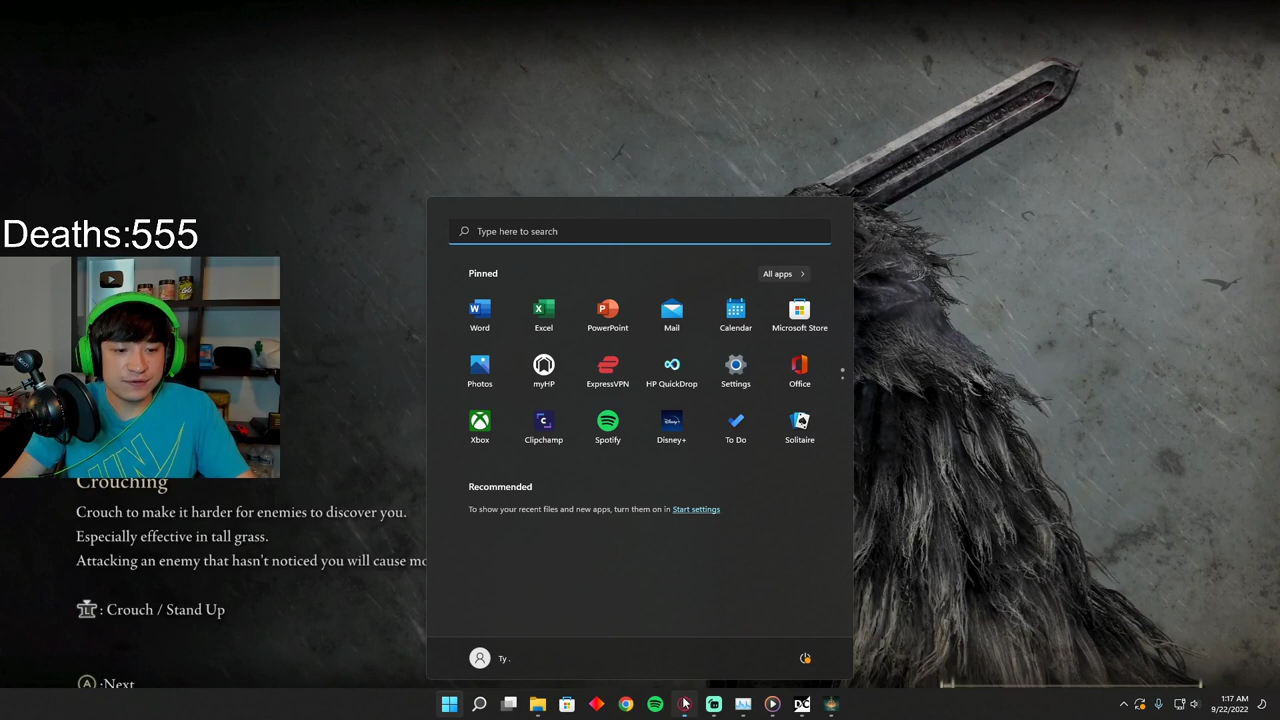 Deaths:555
Crouching
Crouch to make it harder for enemies to discover you.
Especially effective in tall grass.
Attacking an enemy that hasn't noticed you will cause mo
: Crouch / Stand Up
A :Next
Type here to search
Pinned
All apps
Word
Excel
PowerPoint
Mail
Calendar
Microsoft Store
Photos
myHP
ExpressVPN
HP QuickDrop
Settings
Office
Xbox
Clipchamp
Spotify
Disney+
To Do
Solitaire
Recommended
To show your recent files and new apps, turn them on in Start settings
Ty .
1:17 AM
9/22/2022